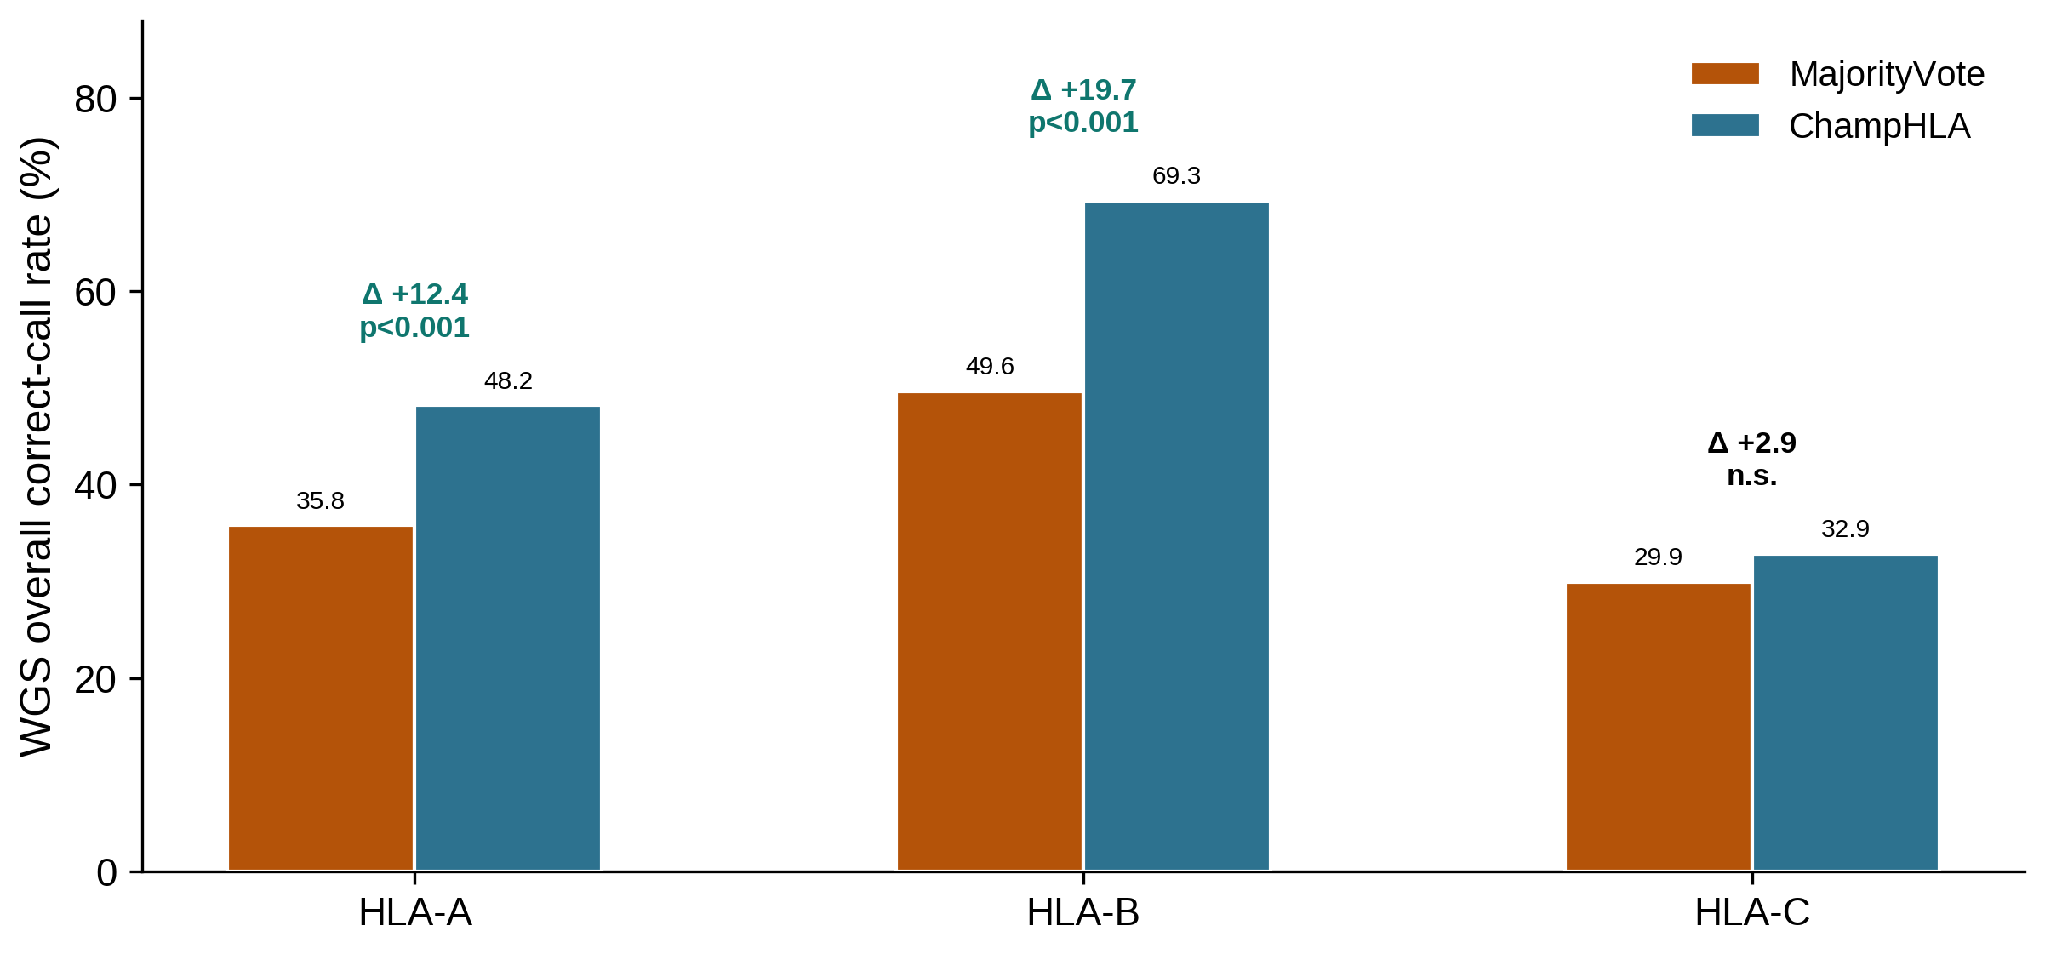 WGS overall correct-call rate (%)
80
60
40
20
0
MajorityVote
ChampHLA
Δ +12.4
p<0.001
35.8
48.2
Δ +19.7
p<0.001
49.6
69.3
Δ +2.9
n.s.
29.9
32.9
HLA-A
HLA-B
HLA-C